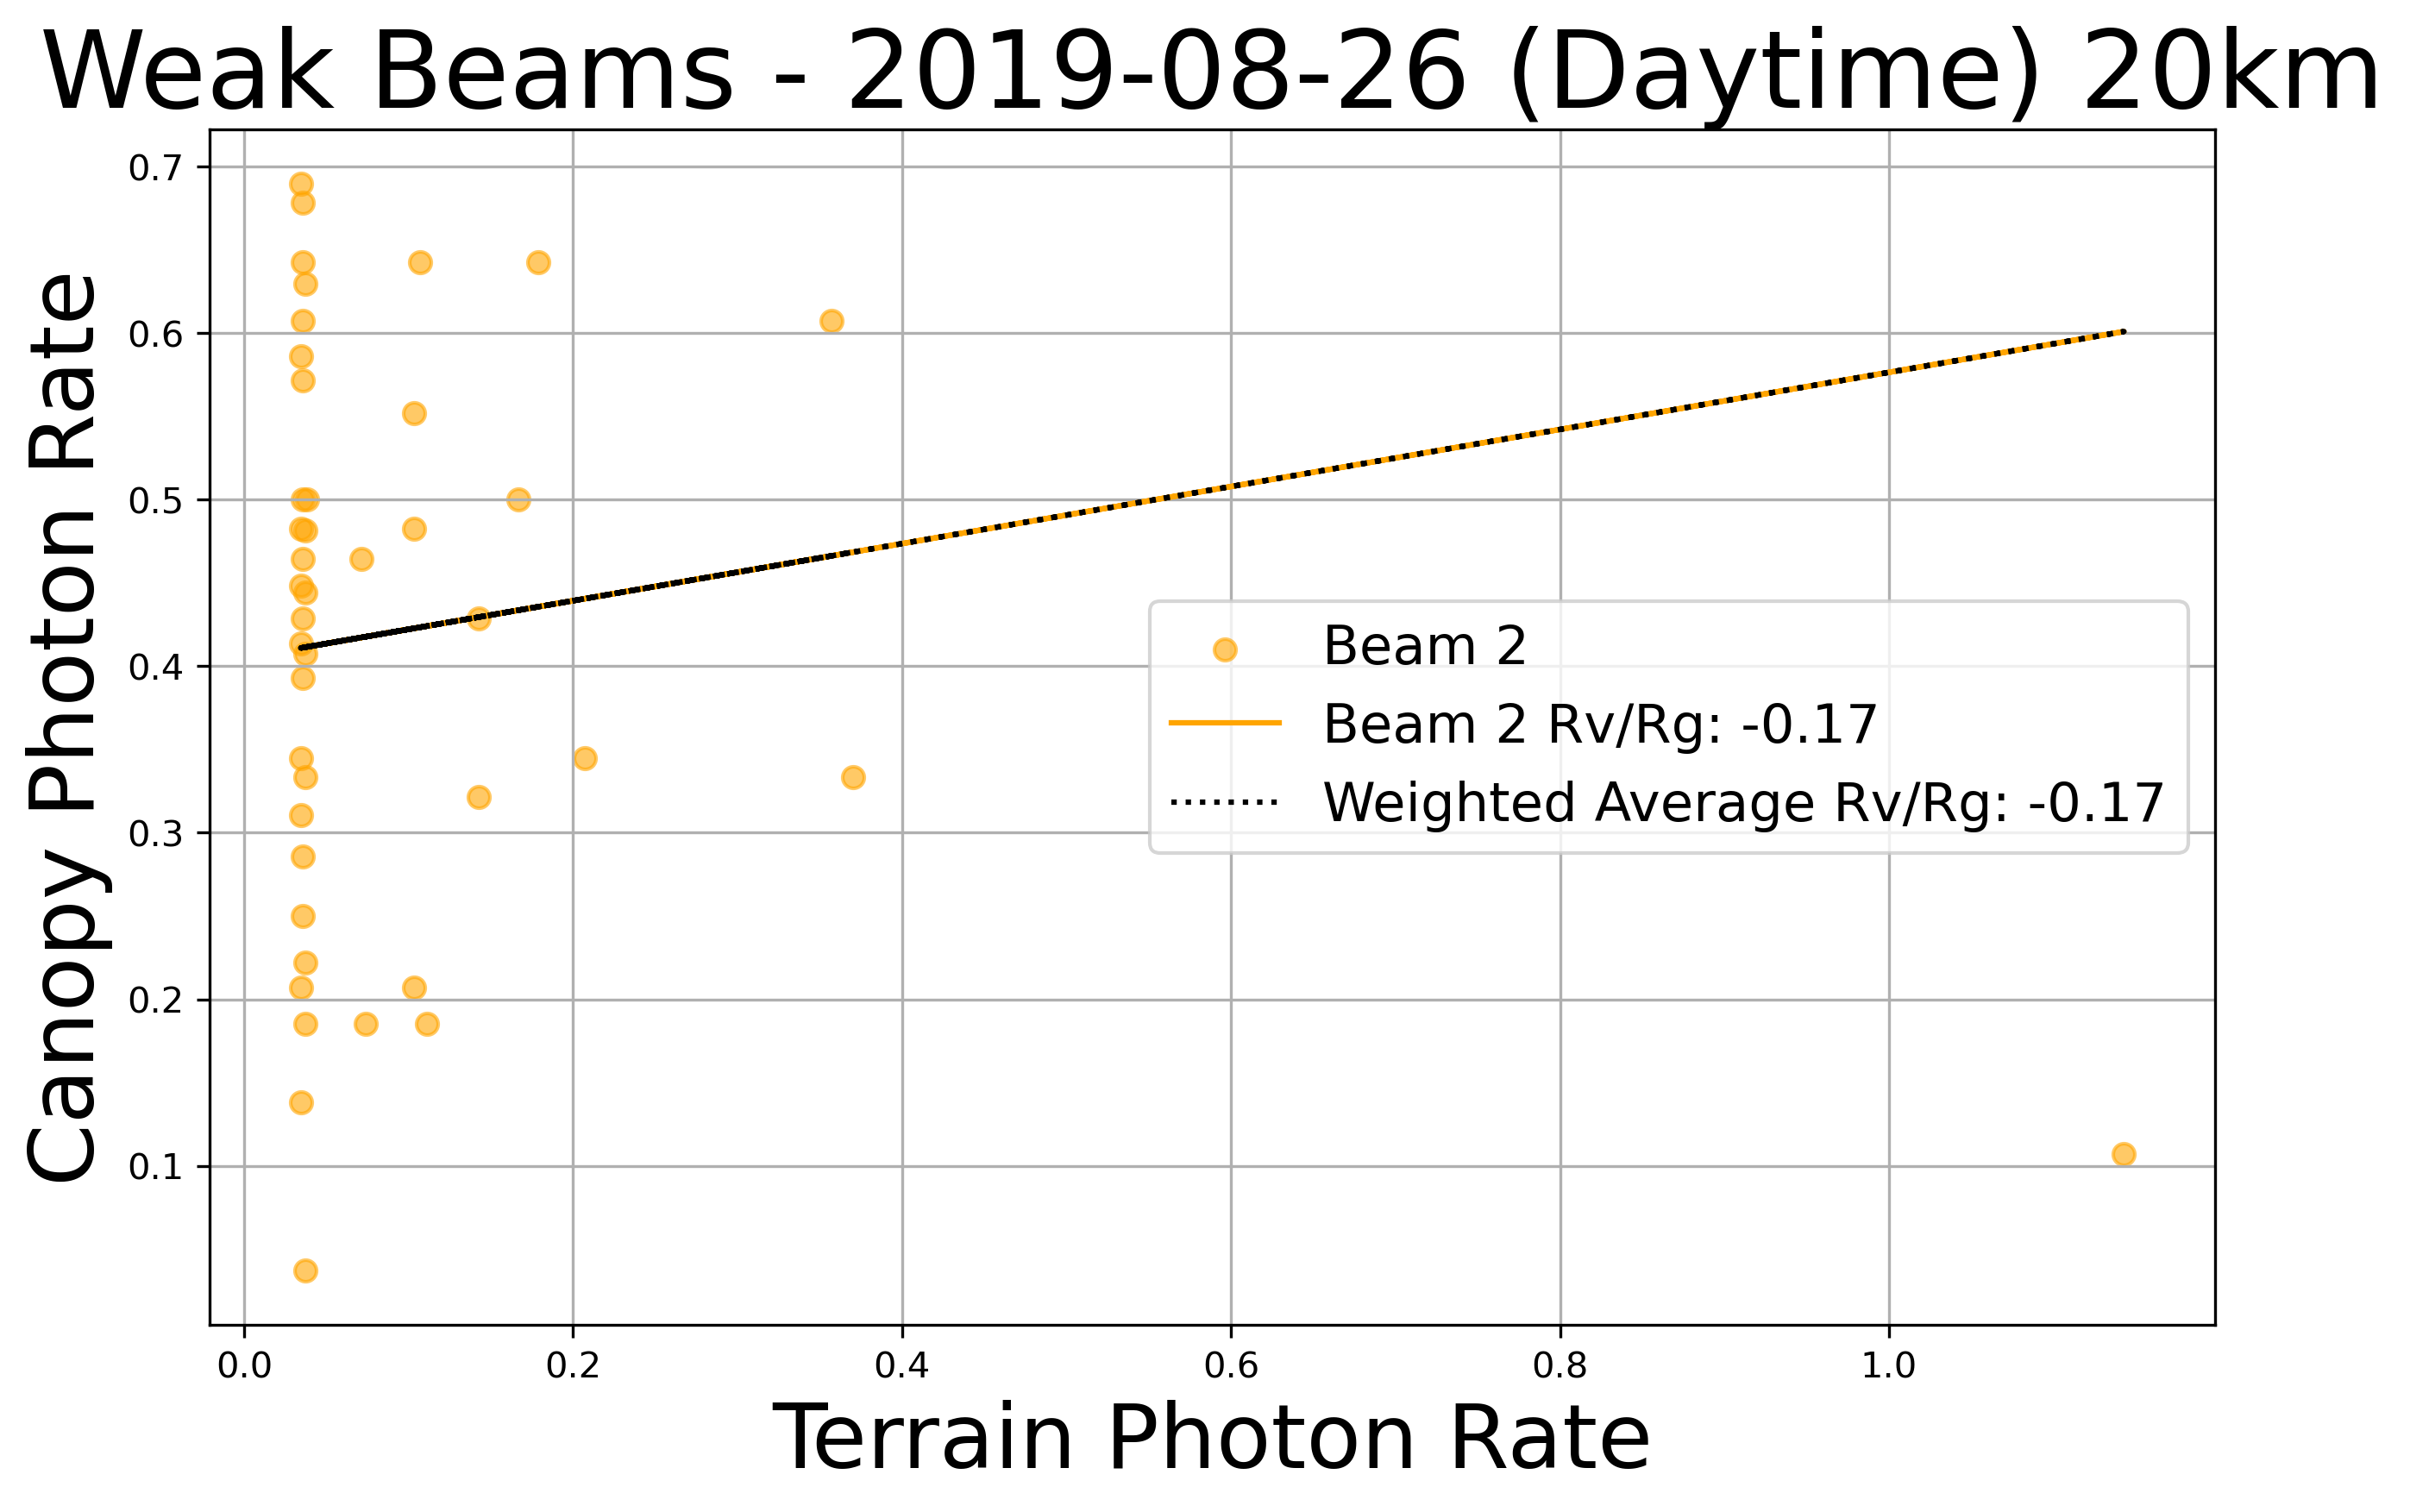 Weak Beams - 2019-08-26 (Daytime) 20km
Canopy Photon Rate
0.7
0.6
0.5
0.4
0.3
0.2
0.1
Beam 2
Beam 2 Rv/Rg: -0.17
Weighted Average Rv/Rg: -0.17
0.0 0.2 0.4 0.6 0.8 1.0
Terrain Photon Rate